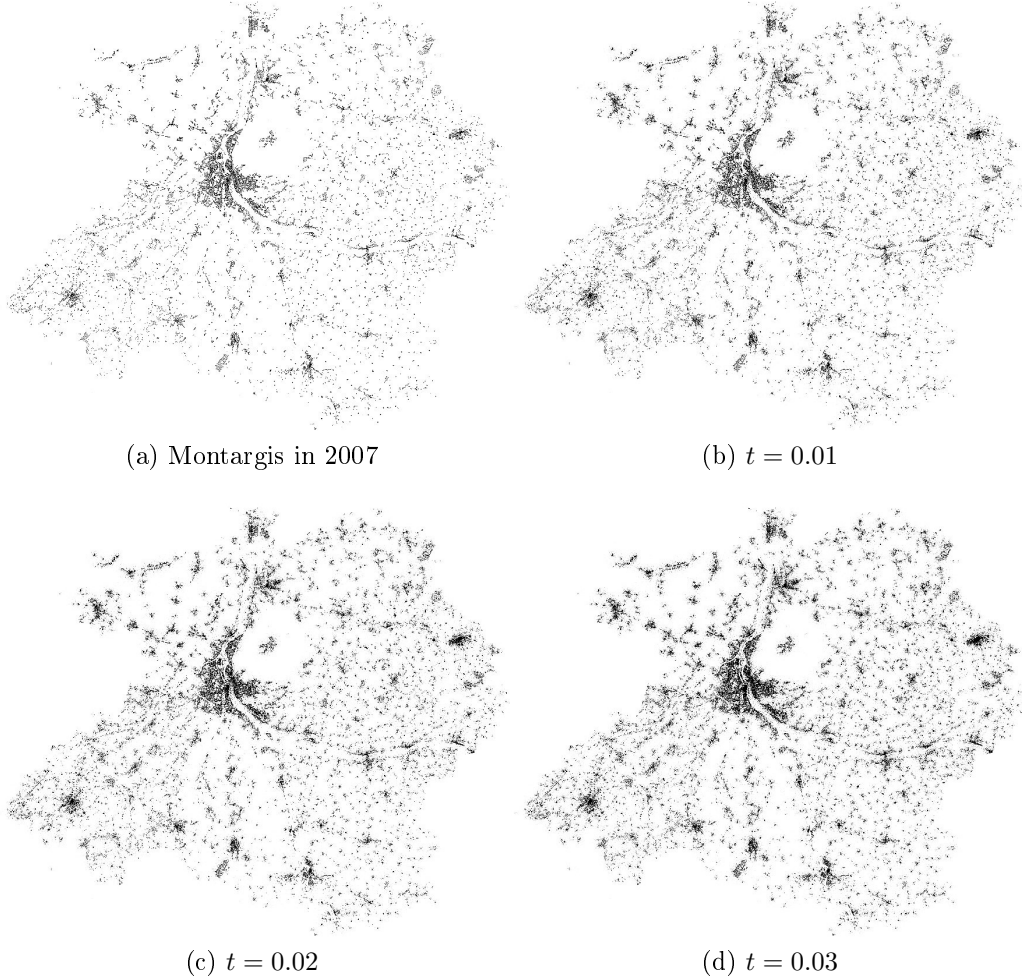 (a) Montargis in 2007
(b) t = 0.01
(c) t = 0.02
(d) t = 0.03